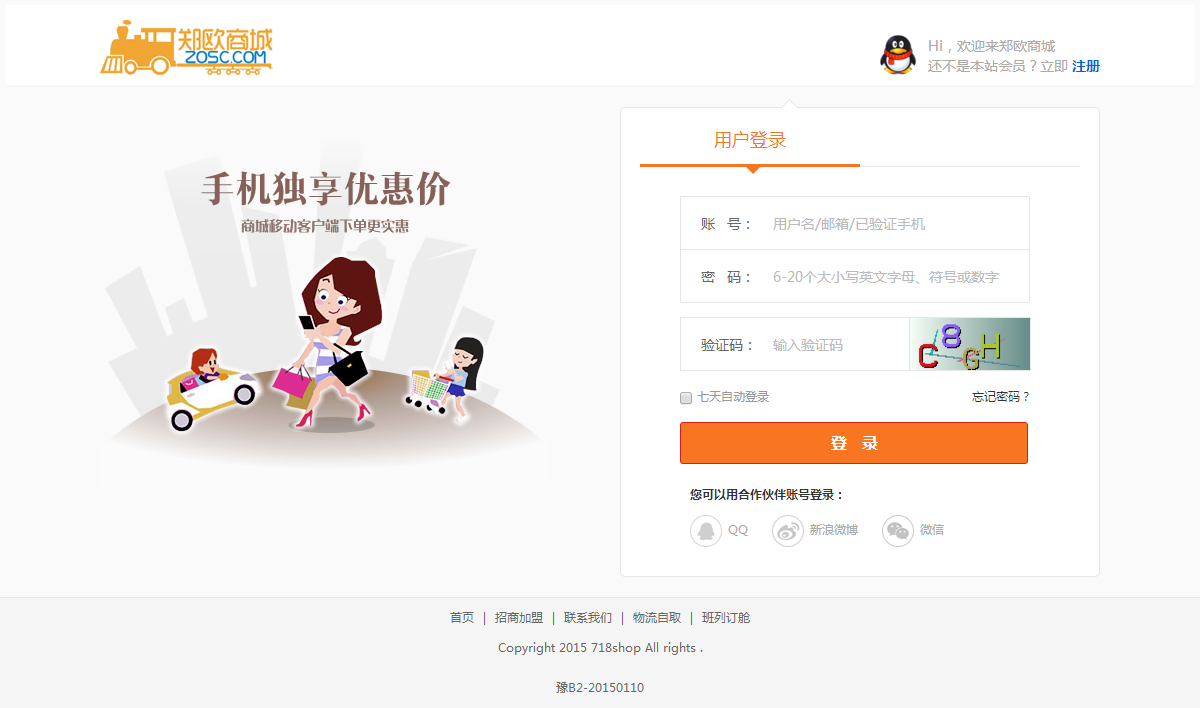 郑欧商城
ZOSC.COM
Hi，欢迎来郑欧商城
还不是本站会员？立即 注册
手机独享优惠价
商城移动客户端下单更实惠
用户登录
账 号： 用户名/邮箱/已验证手机
密 码： 6-20个大小写英文字母、符号或数字
验证码： 输入验证码 C8GH
七天自动登录 忘记密码？
登 录
您可以用合作伙伴账号登录：
QQ 新浪微博 微信
首页 | 招商加盟 | 联系我们 | 物流自取 | 班列订舱
Copyright 2015 718shop All rights .
豫B2-20150110